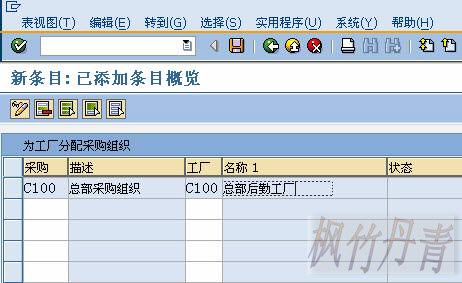 表视图(T) 编辑(E) 转到(G) 选择(S) 实用程序(U) 系统(Y) 帮助(H)
新条目: 已添加条目概览
为工厂分配采购组织
采购 描述 工厂 名称 1 状态
C100 总部采购组织 C100 总部后勤工厂
枫竹丹青